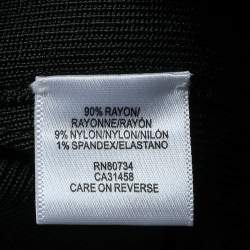 90% RAYON/
RAYONNE/RAYÓN
9% NYLON/NYLON/NILÓN
1% SPANDEX/ELASTANO
RN80734
CA31458
CARE ON REVERSE